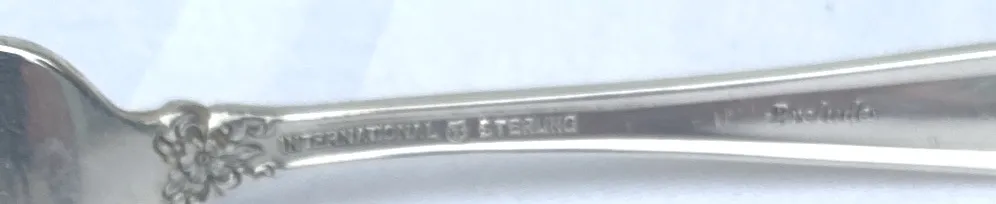 INTERNATIONAL STERLING
Prelude